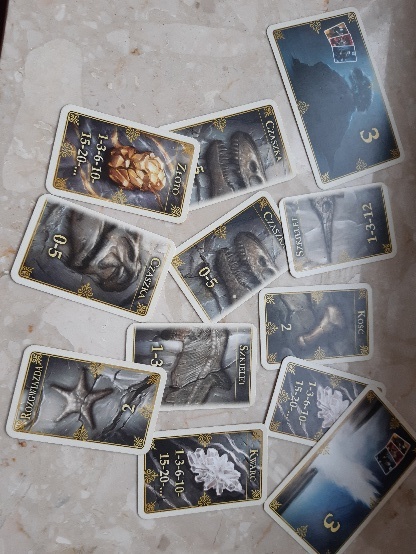 3
ZŁOTO
1-3-6-10-
15-20-...
CZASZKA
5
CZASZKA
0-5
CZASZKA
0-5
SZKIELET
1-3-12
KOŚĆ
2
SZKIELET
1-3
ROZGWIAZDA
2
1-3-6-10-
15-20-...
KWARC
1-3-6-10-
15-20-...
3